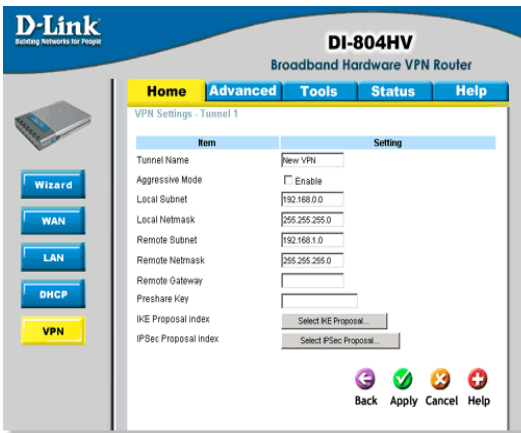 D-Link
Building Networks for People
DI-804HV
Broadband Hardware VPN Router
Home Advanced Tools Status Help
VPN Settings - Tunnel 1
Item Setting
Tunnel Name New VPN
Aggressive Mode Enable
Local Subnet 192.168.0.0
Local Netmask 255.255.255.0
Remote Subnet 192.168.1.0
Remote Netmask 255.255.255.0
Remote Gateway
Preshare Key
IKE Proposal index Select IKE Proposal...
IPSec Proposal index Select IPSec Proposal...
Wizard
WAN
LAN
DHCP
VPN
Back Apply Cancel Help